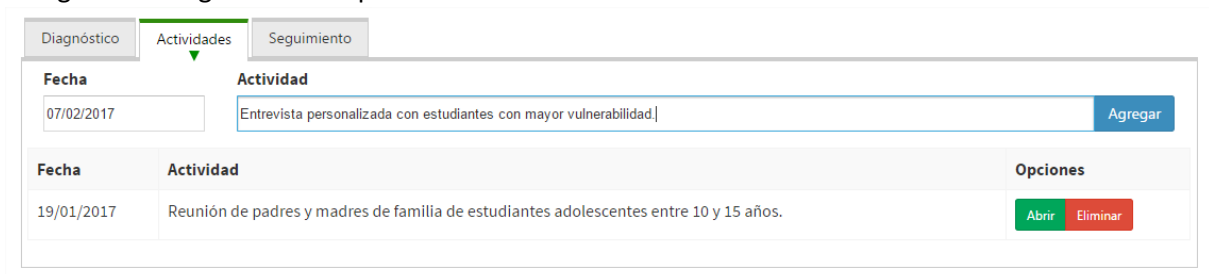 Diagnóstico Actividades Seguimiento
Fecha Actividad
07/02/2017 Entrevista personalizada con estudiantes con mayor vulnerabilidad. Agregar
Fecha Actividad Opciones
19/01/2017 Reunión de padres y madres de familia de estudiantes adolescentes entre 10 y 15 años. Abrir Eliminar